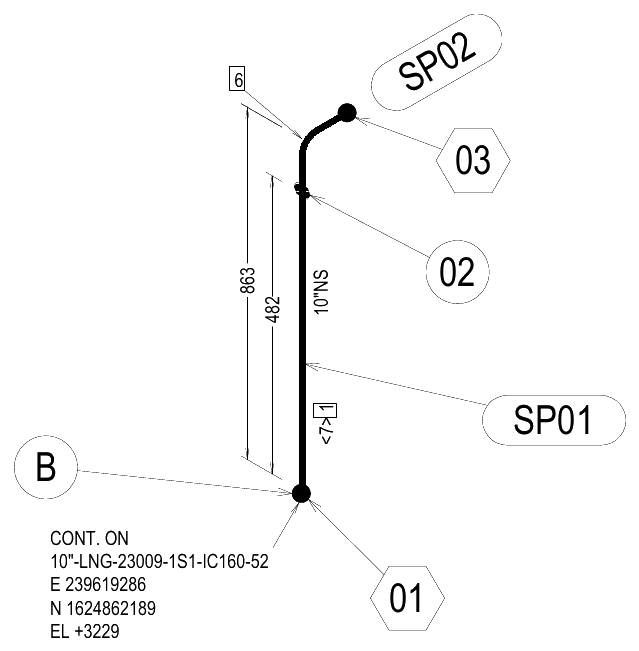 SP02
6
03
02
863
482
10"NS
<7>1
SP01
B
CONT. ON
10"-LNG-23009-1S1-IC160-52
E 239619286
N 1624862189
EL +3229
01